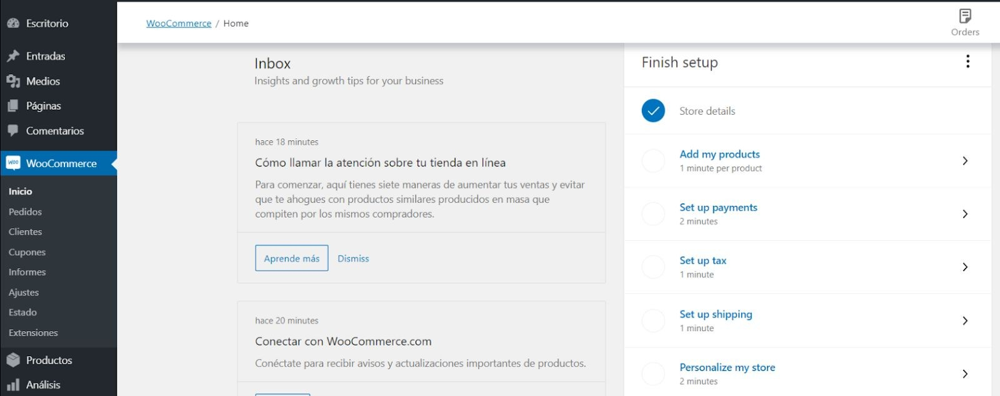 Escritorio
Entradas
Medios
Páginas
Comentarios
WOO WooCommerce
Inicio
Pedidos
Clientes
Cupones
Informes
Ajustes
Estado
Extensiones
Productos
Análisis
WooCommerce / Home
Orders
Inbox
Insights and growth tips for your business
hace 18 minutes
Cómo llamar la atención sobre tu tienda en línea
Para comenzar, aquí tienes siete maneras de aumentar tus ventas y evitar
que te ahogues con productos similares producidos en masa que
compiten por los mismos compradores.
Aprende más Dismiss
hace 20 minutes
Conectar con WooCommerce.com
Conéctate para recibir avisos y actualizaciones importantes de productos.
Finish setup
Store details
Add my products
1 minute per product
Set up payments
2 minutes
Set up tax
1 minute
Set up shipping
1 minute
Personalize my store
2 minutes